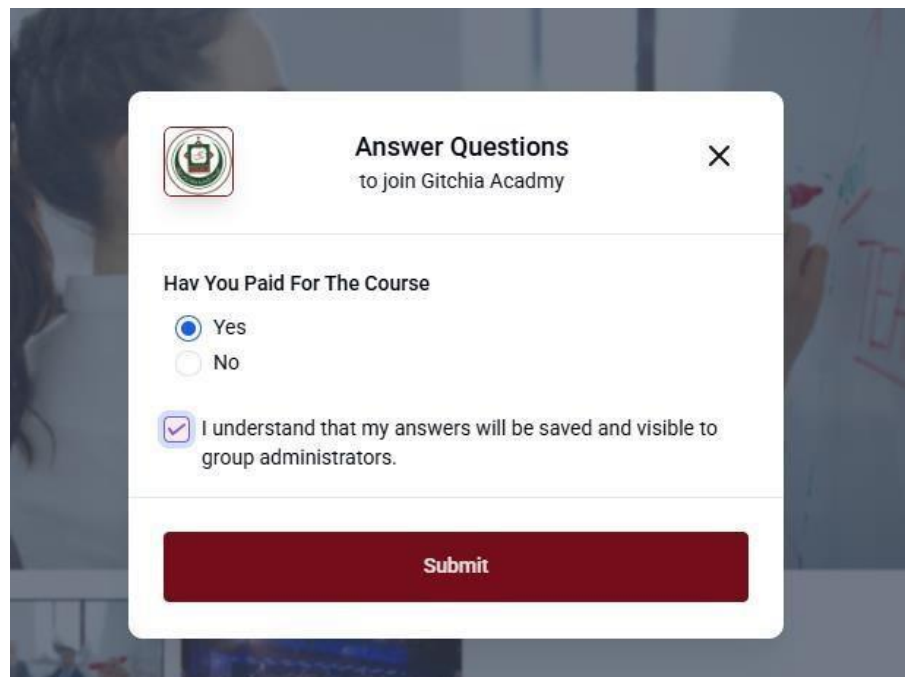 Answer Questions
to join Gitchia Acadmy
Hav You Paid For The Course
Yes
No
I understand that my answers will be saved and visible to
group administrators.
Submit